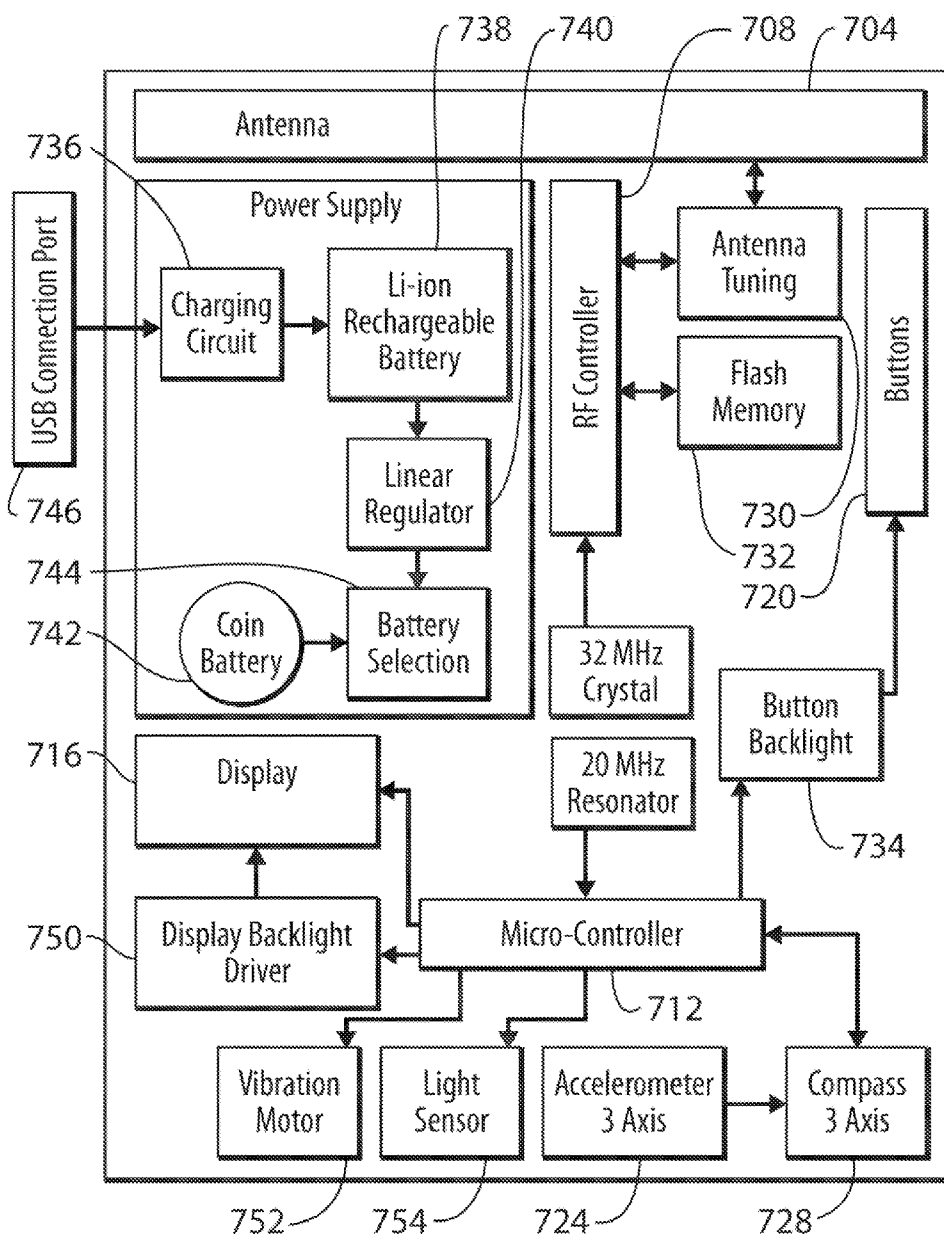 738
740
708
704
Antenna
736
Power Supply
USB Connection Port
Charging
Circuit
Li-ion
Rechargeable
Battery
RF Controller
Antenna
Tuning
Buttons
Flash
Memory
746
Linear
Regulator
730
732
720
744
742
Coin
Battery
Battery
Selection
32 MHz
Crystal
Button
Backlight
716
Display
20 MHz
Resonator
734
750
Display Backlight
Driver
Micro-Controller
712
Vibration
Motor
Light
Sensor
Accelerometer
3 Axis
Compass
3 Axis
752
754
724
728